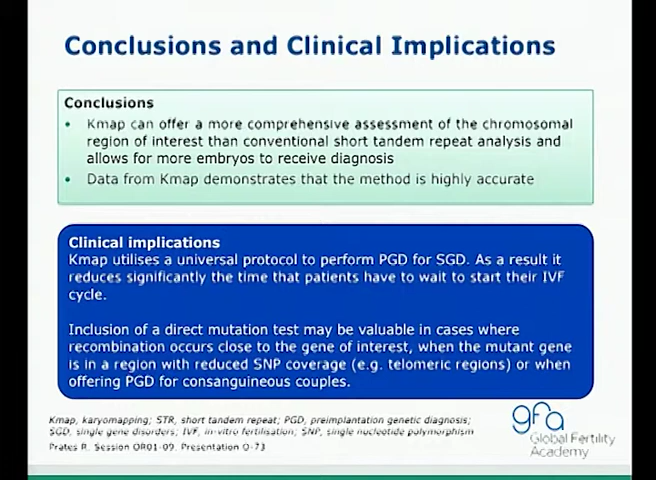 Conclusions and Clinical Implications
Conclusions
• Kmap can offer a more comprehensive assessment of the chromosomal
region of interest than conventional short tandem repeat analysis and
allows for more embryos to receive diagnosis
• Data from Kmap demonstrates that the method is highly accurate
Clinical implications
Kmap utilises a universal protocol to perform PGD for SGD. As a result it
reduces significantly the time that patients have to wait to start their IVF
cycle.
Inclusion of a direct mutation test may be valuable in cases where
recombination occurs close to the gene of interest, when the mutant gene
is in a region with reduced SNP coverage (e.g. telomeric regions) or when
offering PGD for consanguineous couples.
Kmap, karyomapping; STR, short tandem repeat; PGD, preimplantation genetic diagnosis;
SGD, single gene disorders; IVF, in-vitro fertilisation; SNP, single nucleotide polymorphism
Prates R. Session OR01-09. Presentation O-73
gfa
Global Fertility
Academy